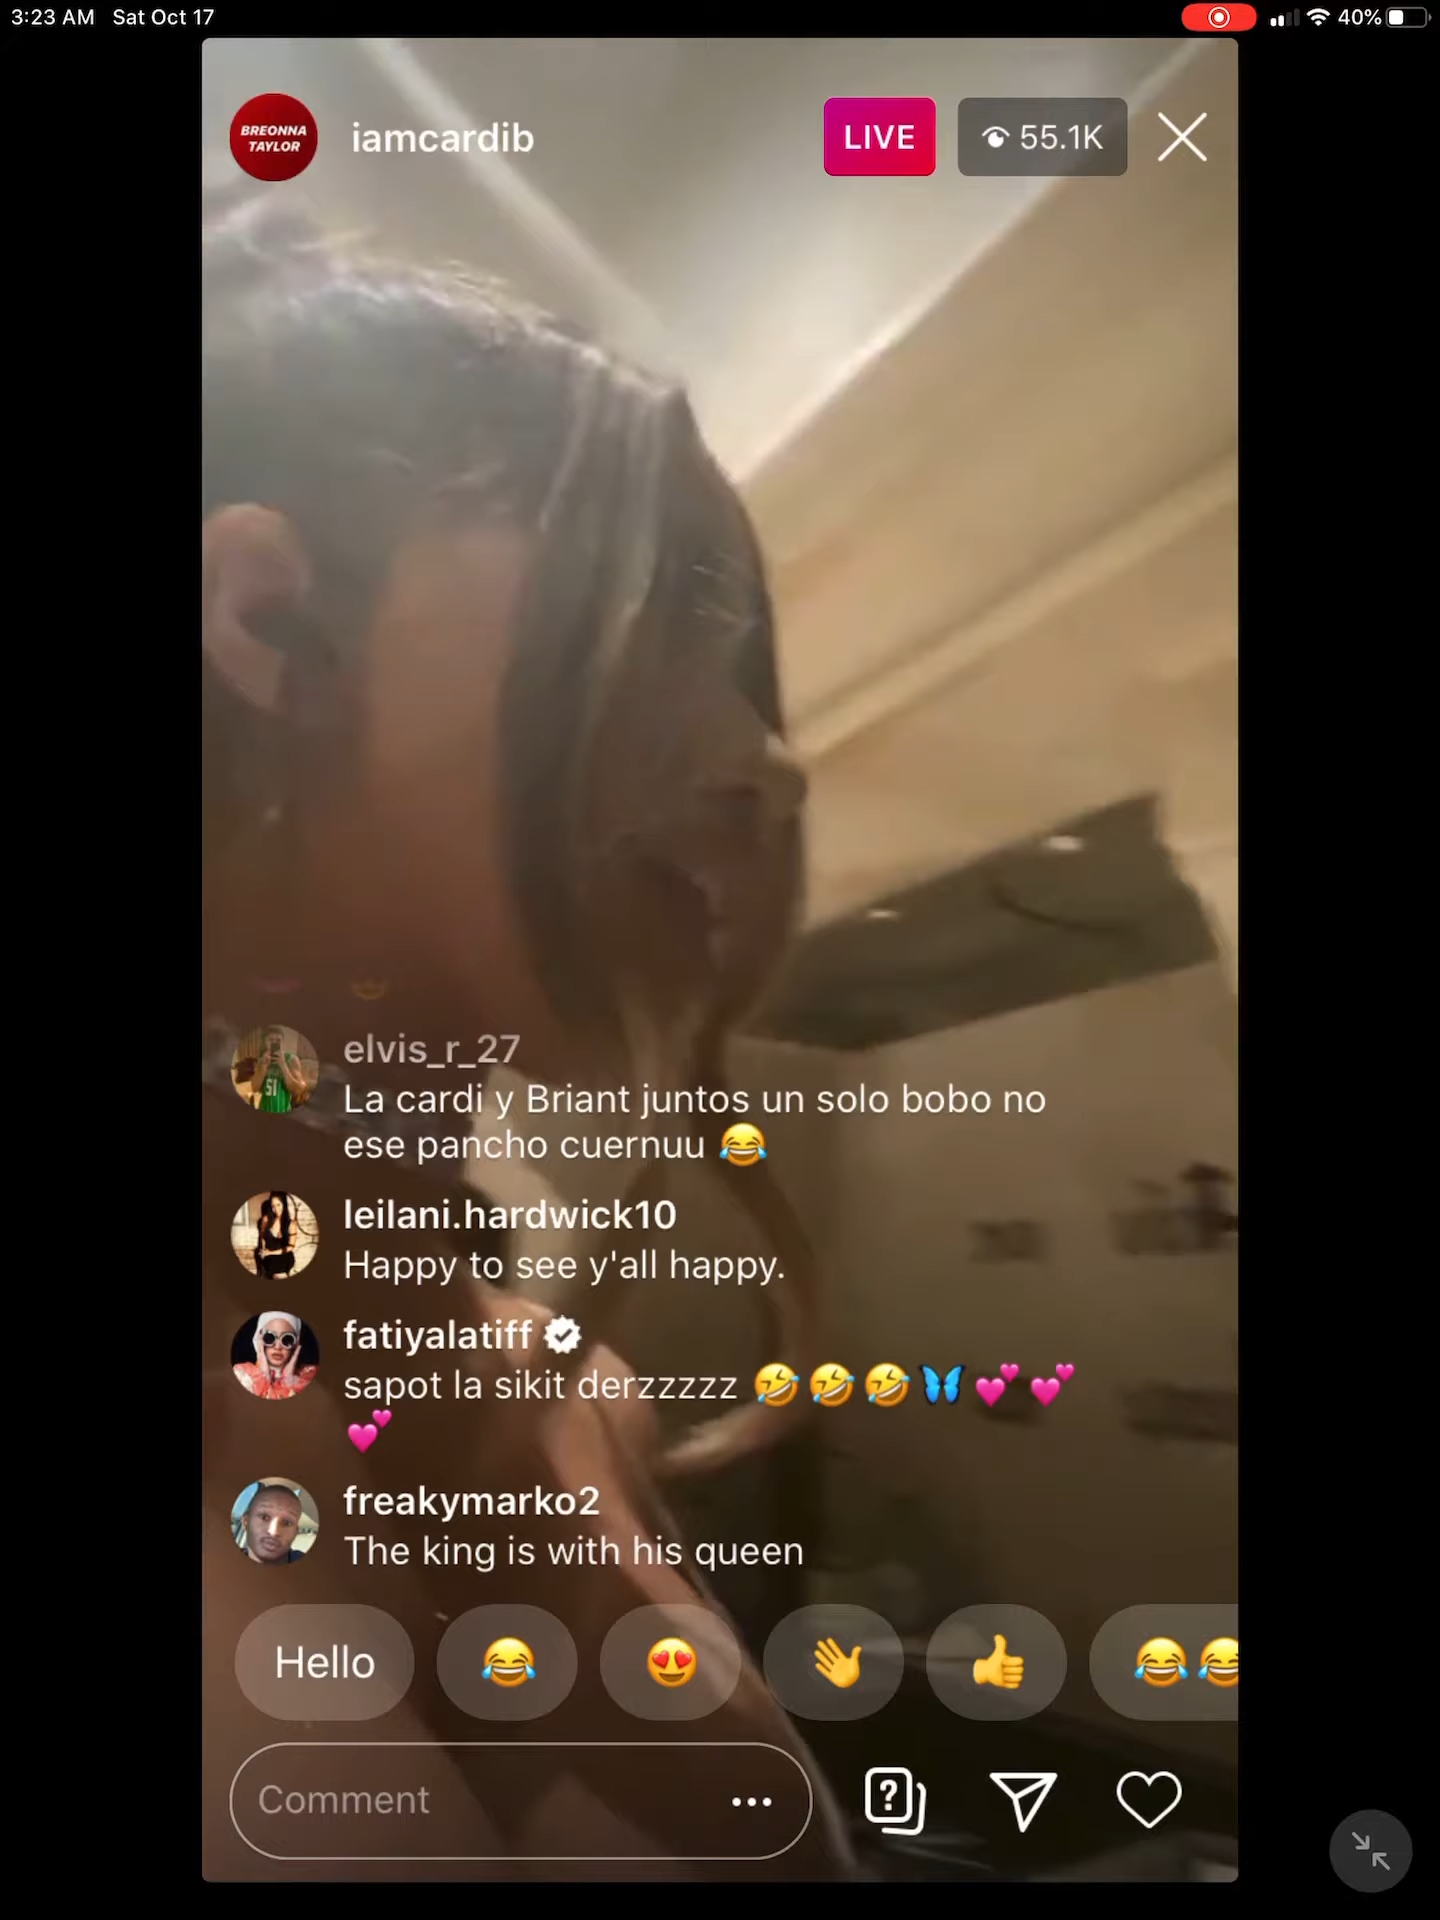 3:23 AM Sat Oct 17
40%
BREONNA
TAYLOR
iamcardib
LIVE
55.1K
elvis_r_27
La cardi y Briant juntos un solo bobo no
ese pancho cuernuu 😂
leilani.hardwick10
Happy to see y'all happy.
fatiyalatiff
sapot la sikit derzzzzz 🤣🤣🤣🦋💕💕
💕
freakymarko2
The king is with his queen
Hello 😂 😍 👋 👍 😂😂
Comment